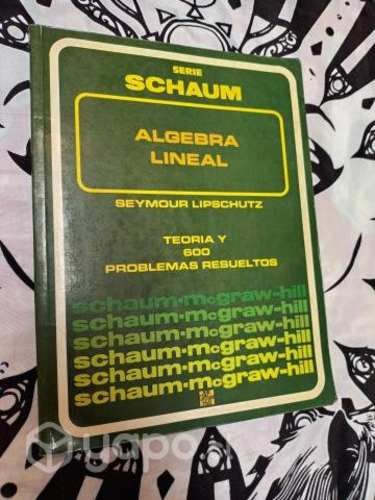 SERIE
SCHAUM
ALGEBRA
LINEAL
SEYMOUR LIPSCHUTZ
TEORIA Y
600
PROBLEMAS RESUELTOS
schaum·mcgraw-hill
schaum·mcgraw-hill
schaum·mcgraw-hill
schaum·mcgraw-hill
schaum·mcgraw-hill
schaum·mcgraw-hill
yapo.cl